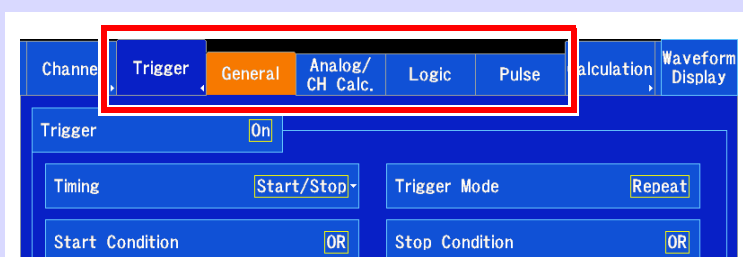 Channe
Trigger
General
Analog/
CH Calc.
Logic
Pulse
alculation
Waveform
Display
Trigger On
Timing Start/Stop
Trigger Mode Repeat
Start Condition OR
Stop Condition OR